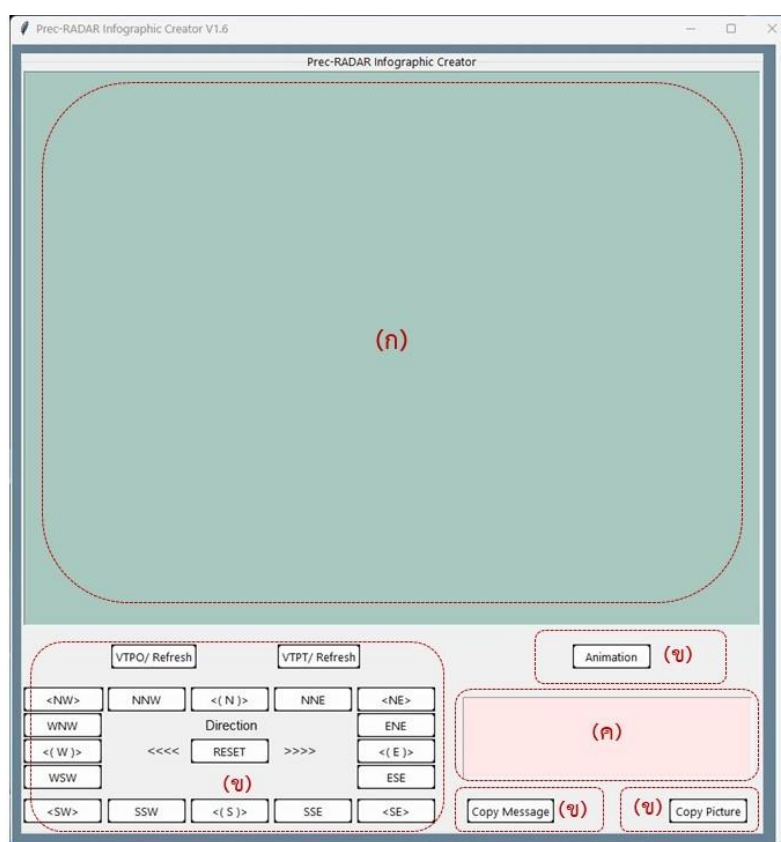 Prec-RADAR Infographic Creator V1.6
Prec-RADAR Infographic Creator
(ก)
VTPO/ Refresh VTPT/ Refresh
Animation (ข)
<NW> NNW <( N )> NNE <NE>
WNW Direction ENE
(ค)
<( W )> <<<< RESET >>>> <( E )>
WSW (ข) ESE
<SW> SSW <( S )> SSE <SE>
Copy Message (ข) (ข) Copy Picture